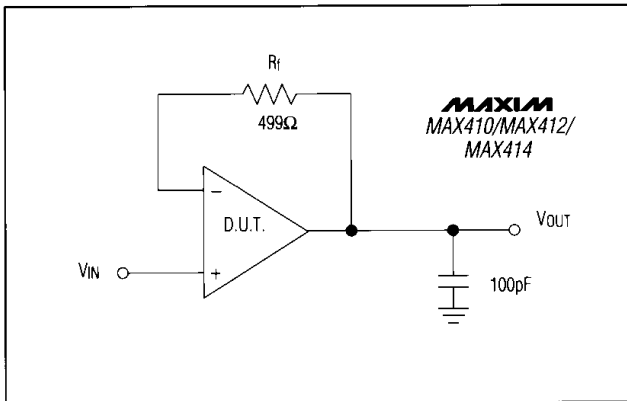 Rf
499Ω
MAXIM
MAX410/MAX412/
MAX414
−
D.U.T.
VOUT
VIN
+
100pF